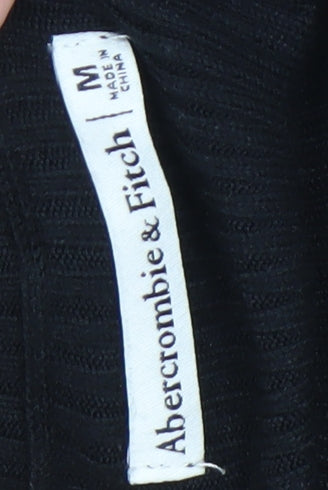 Abercrombie & Fitch | M
MADE IN
CHINA